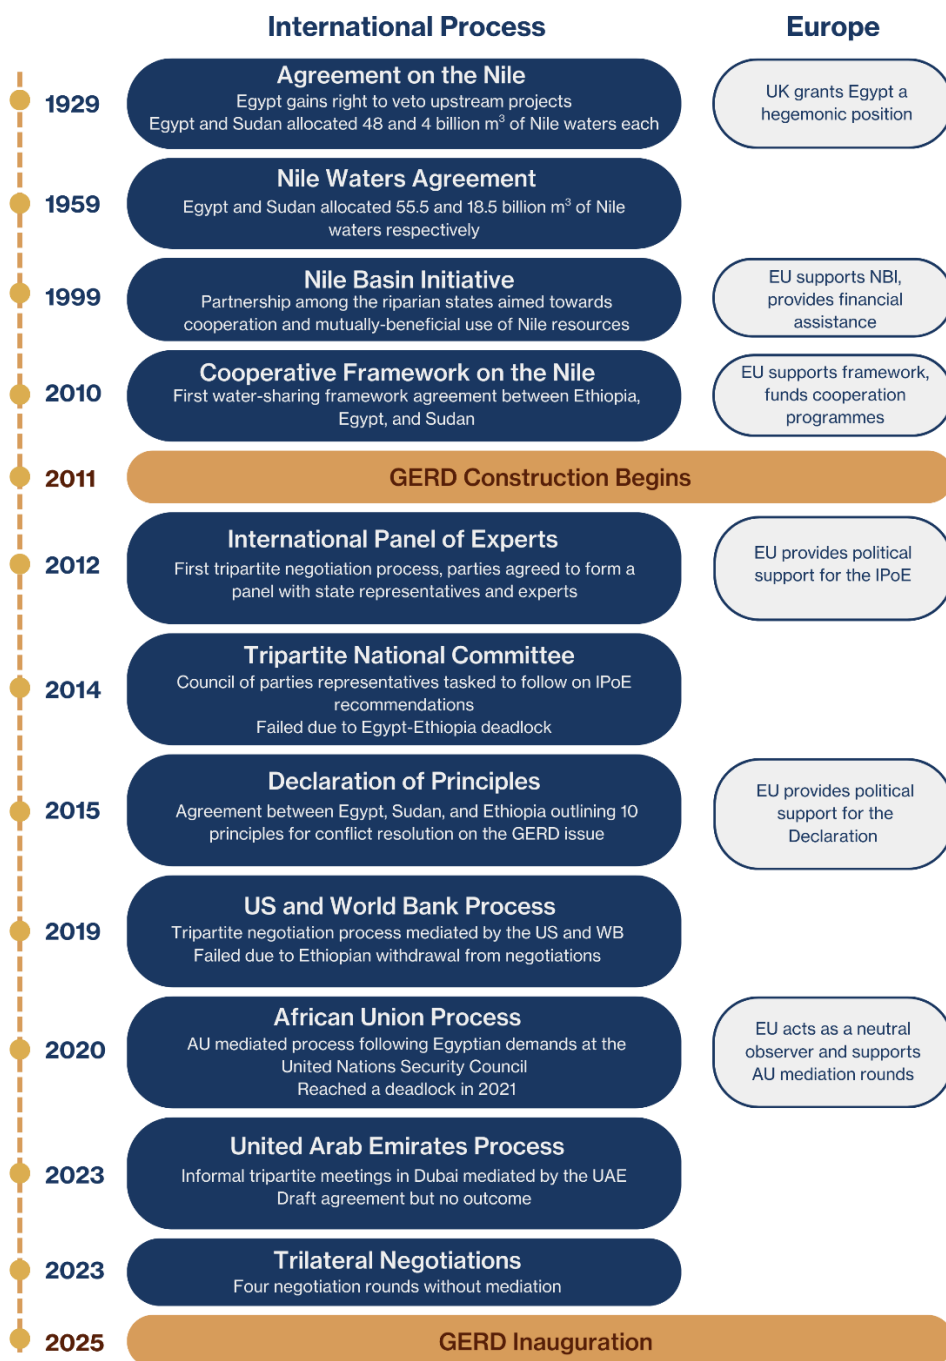 International Process
Europe
1929
Agreement on the Nile
Egypt gains right to veto upstream projects
Egypt and Sudan allocated 48 and 4 billion m³ of Nile waters each
UK grants Egypt a
hegemonic position
1959
Nile Waters Agreement
Egypt and Sudan allocated 55.5 and 18.5 billion m³ of Nile
waters respectively
1999
Nile Basin Initiative
Partnership among the riparian states aimed towards
cooperation and mutually-beneficial use of Nile resources
EU supports NBI,
provides financial
assistance
2010
Cooperative Framework on the Nile
First water-sharing framework agreement between Ethiopia,
Egypt, and Sudan
EU supports framework,
funds cooperation
programmes
2011
GERD Construction Begins
2012
International Panel of Experts
First tripartite negotiation process, parties agreed to form a
panel with state representatives and experts
EU provides political
support for the IPoE
2014
Tripartite National Committee
Council of parties representatives tasked to follow on IPoE
recommendations
Failed due to Egypt-Ethiopia deadlock
2015
Declaration of Principles
Agreement between Egypt, Sudan, and Ethiopia outlining 10
principles for conflict resolution on the GERD issue
EU provides political
support for the
Declaration
2019
US and World Bank Process
Tripartite negotiation process mediated by the US and WB
Failed due to Ethiopian withdrawal from negotiations
2020
African Union Process
AU mediated process following Egyptian demands at the
United Nations Security Council
Reached a deadlock in 2021
EU acts as a neutral
observer and supports
AU mediation rounds
2023
United Arab Emirates Process
Informal tripartite meetings in Dubai mediated by the UAE
Draft agreement but no outcome
2023
Trilateral Negotiations
Four negotiation rounds without mediation
2025
GERD Inauguration